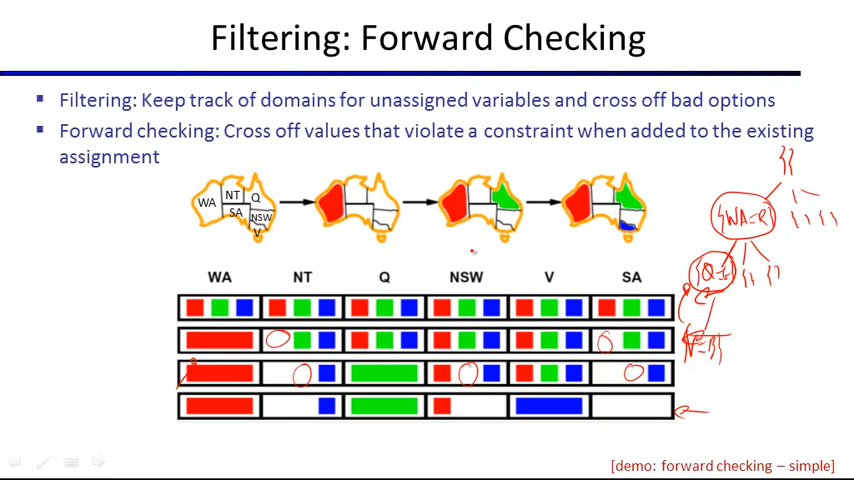 Filtering: Forward Checking
Filtering: Keep track of domains for unassigned variables and cross off bad options
Forward checking: Cross off values that violate a constraint when added to the existing
assignment
WA
NT
Q
SA
NSW
V
{}
{WA=R}
WA NT Q NSW V SA
[demo: forward checking – simple]